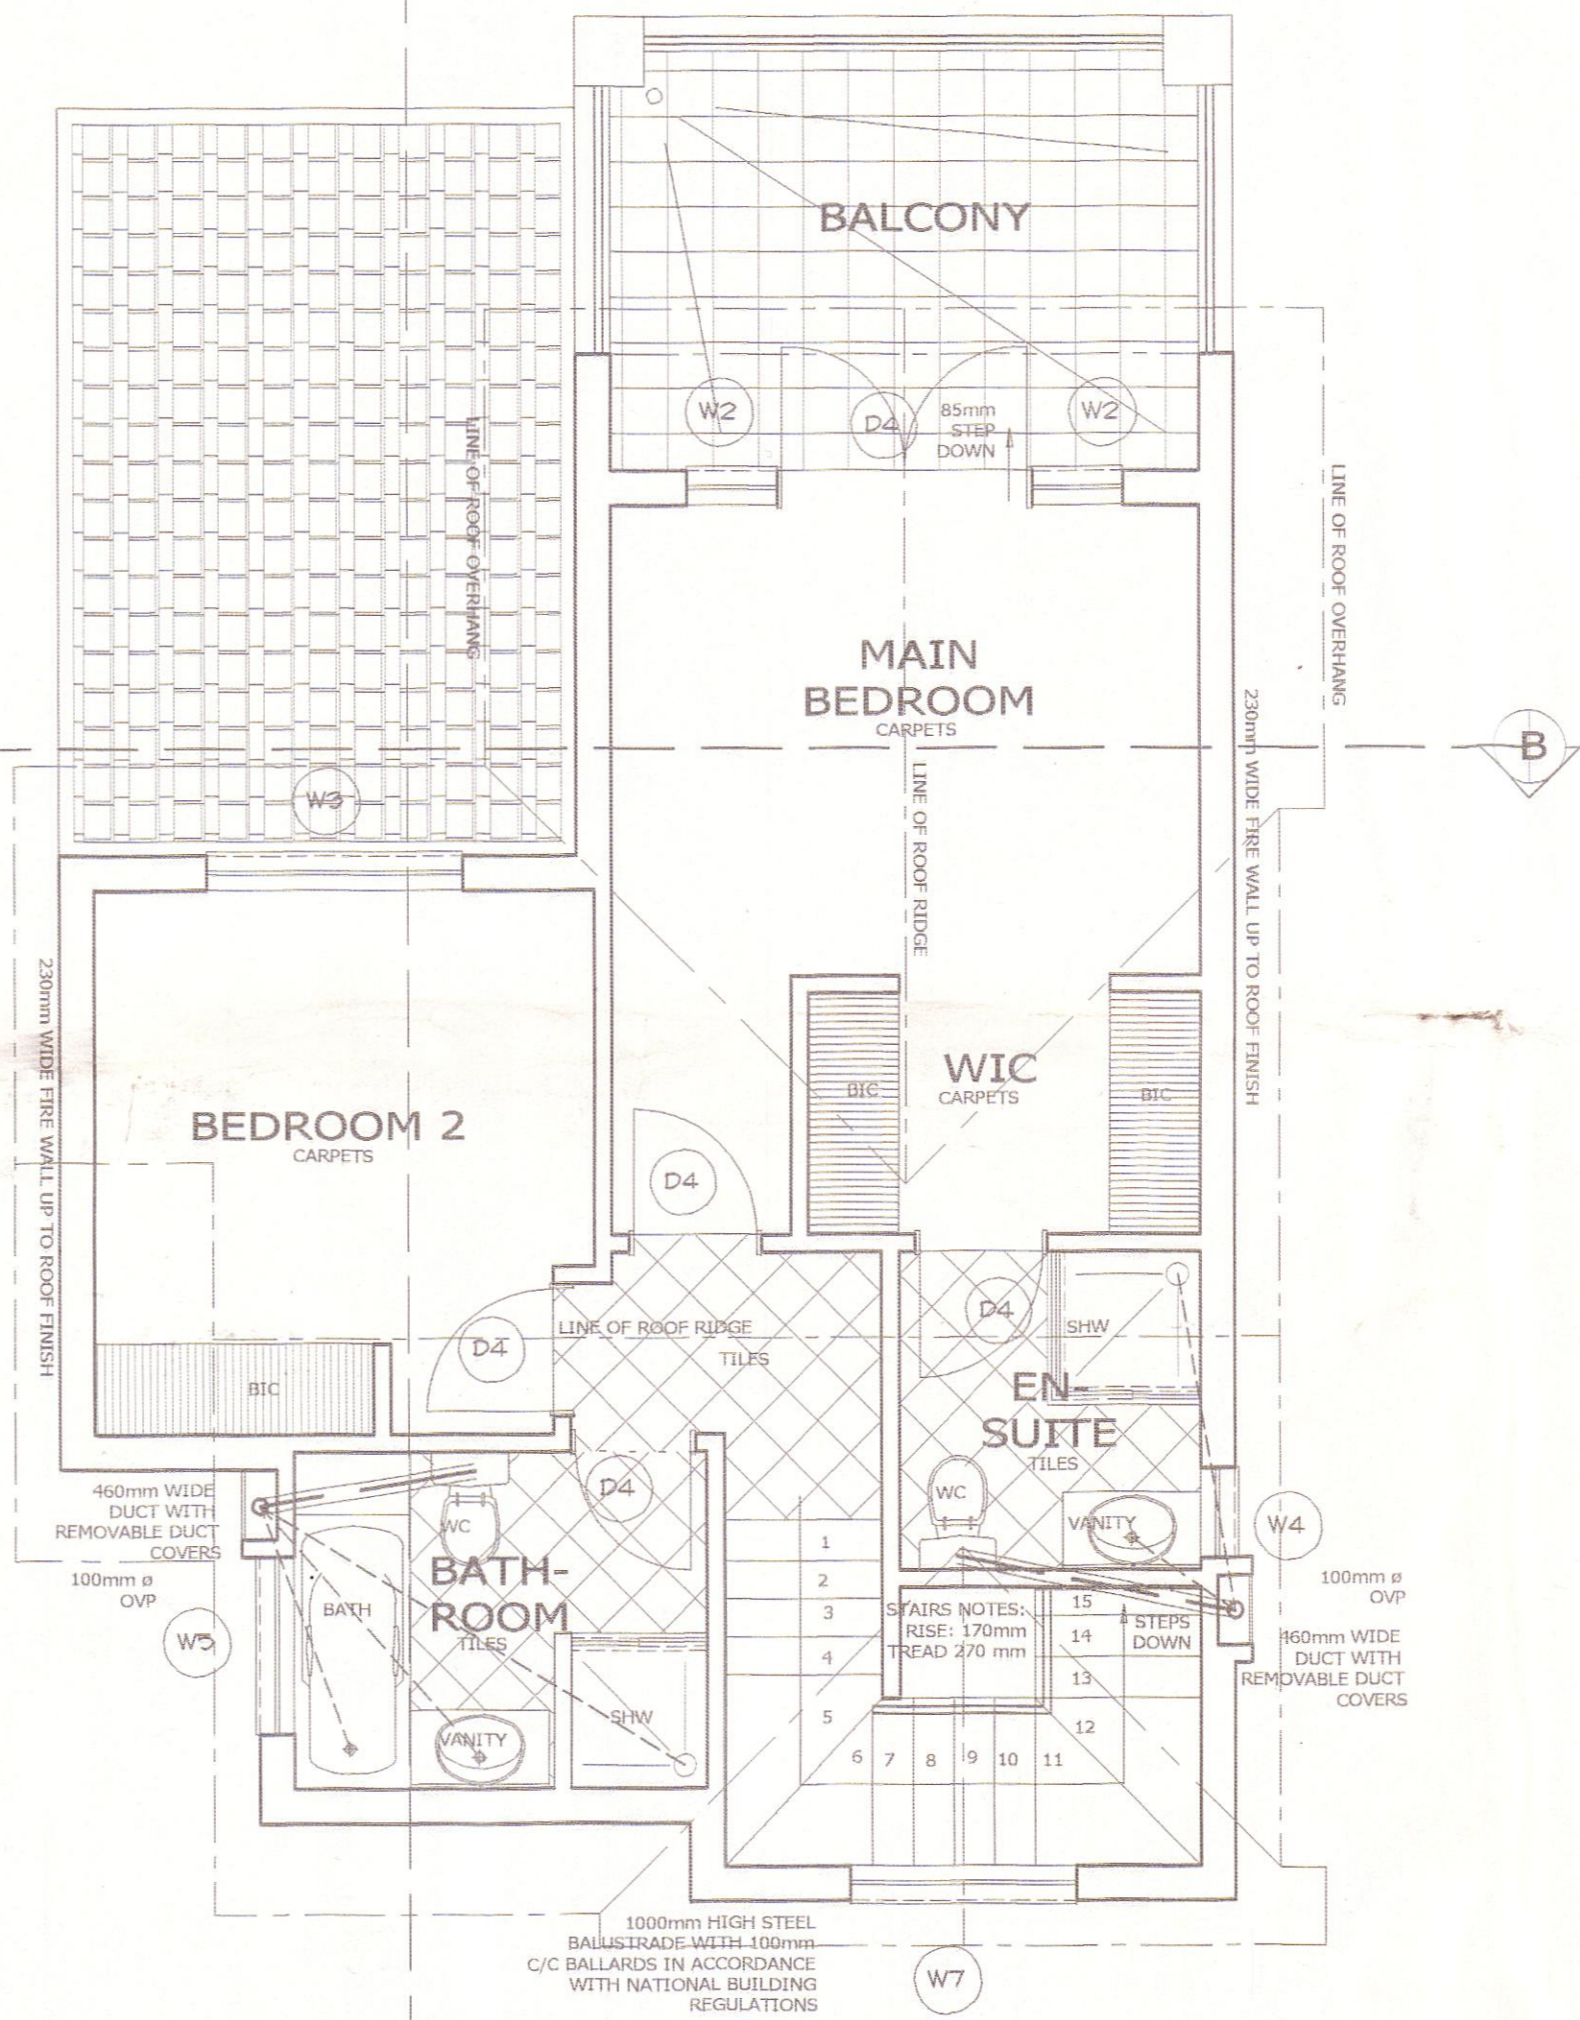 BALCONY
W2
D4
85mm
STEP
DOWN
W2
LINE OF ROOF OVERHANG
LINE OF ROOF OVERHANG
MAIN
BEDROOM
CARPETS
B
W3
LINE OF ROOF RIDGE
230mm WIDE FIRE WALL UP TO ROOF FINISH
230mm WIDE FIRE WALL UP TO ROOF FINISH
BEDROOM 2
CARPETS
BIC
WIC
CARPETS
BIC
D4
D4
LINE OF ROOF RIDGE
TILES
D4
SHW
BIC
EN-
SUITE
TILES
WC
VANITY
W4
460mm WIDE
DUCT WITH
REMOVABLE DUCT
COVERS
100mm ø
OVP
W5
D4
WC
BATH-
ROOM
TILES
BATH
VANITY
SHW
1
2
3
4
5
6
7
8
9
10
11
12
13
14
15
STAIRS NOTES:
RISE: 170mm
TREAD 270 mm
STEPS
DOWN
100mm ø
OVP
460mm WIDE
DUCT WITH
REMOVABLE DUCT
COVERS
1000mm HIGH STEEL
BALUSTRADE WITH 100mm
C/C BALLARDS IN ACCORDANCE
WITH NATIONAL BUILDING
REGULATIONS
W7